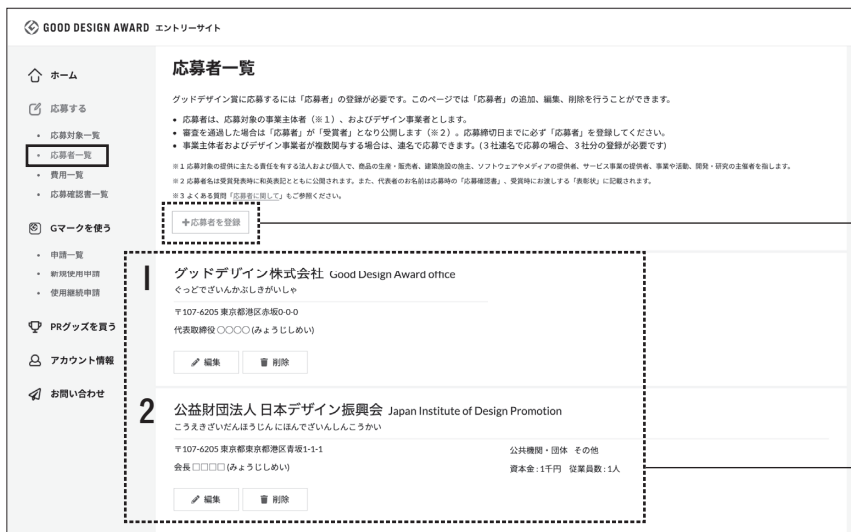 GOOD DESIGN AWARD エントリーサイト
ホーム
応募する
• 応募対象一覧
• 応募者一覧
• 費用一覧
• 応募確認書一覧
Gマークを使う
• 申請一覧
• 新規使用申請
• 使用継続申請
PRグッズを買う
アカウント情報
お問い合わせ
応募者一覧
グッドデザイン賞に応募するには「応募者」の登録が必要です。このページでは「応募者」の追加、編集、削除を行うことができます。
• 応募者は、応募対象の事業主体者（※１）、およびデザイン事業者とします。
• 審査を通過した場合は「応募者」が「受賞者」となり公開します（※２）。応募締切日までに必ず「応募者」を登録してください。
• 事業主体者およびデザイン事業者が複数関与する場合は、連名で応募できます。(３社連名で応募の場合、３社分の登録が必要です)
※１ 応募対象の提供に主たる責任を有する法人および個人で、商品の生産・販売者、建築施設の施主、ソフトウェアやメディアの提供者、サービス事業の提供者、事業や活動、開発・研究の主催者を指します。
※２ 応募者名は受賞発表時に和英表記とともに公開されます。また、代表者のお名前は応募時の「応募確認書」、受賞時にお渡しする「表彰状」に記載されます。
※３ よくある質問「応募者に関して」もご参照ください。
+応募者を登録
1
グッドデザイン株式会社 Good Design Award office
ぐっどでざいんかぶしきがいしゃ
〒107-6205 東京都港区赤坂0-0-0
代表取締役 〇〇〇〇 (みょうじしめい)
編集 削除
2
公益財団法人 日本デザイン振興会 Japan Institute of Design Promotion
こうえきざいだんほうじん にほんでざいんしんこうかい
〒107-6205 東京都東京都港区青坂1-1-1 公共機関・団体 その他
会長 □□□□ (みょうじしめい) 資本金 : 1千円 従業員数 : 1人
編集 削除